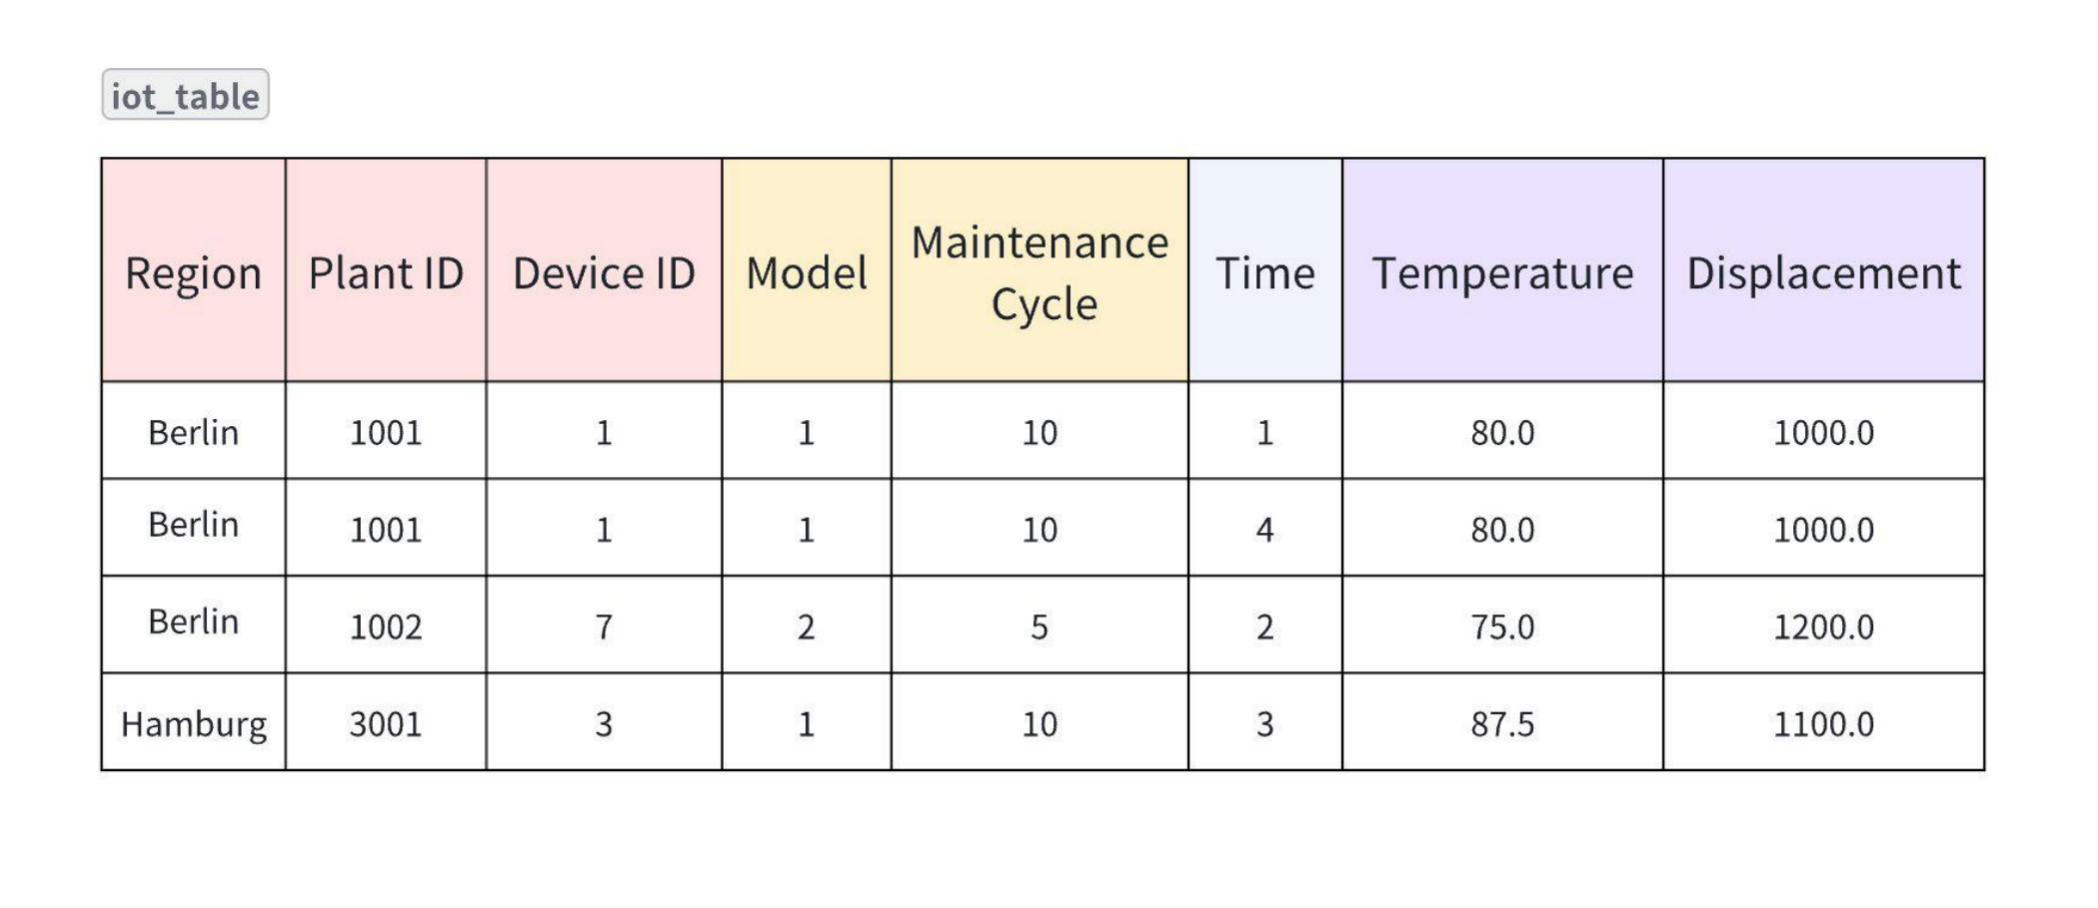 iot_table
Region Plant ID Device ID Model Maintenance Cycle Time Temperature Displacement
Berlin 1001 1 1 10 1 80.0 1000.0
Berlin 1001 1 1 10 4 80.0 1000.0
Berlin 1002 7 2 5 2 75.0 1200.0
Hamburg 3001 3 1 10 3 87.5 1100.0